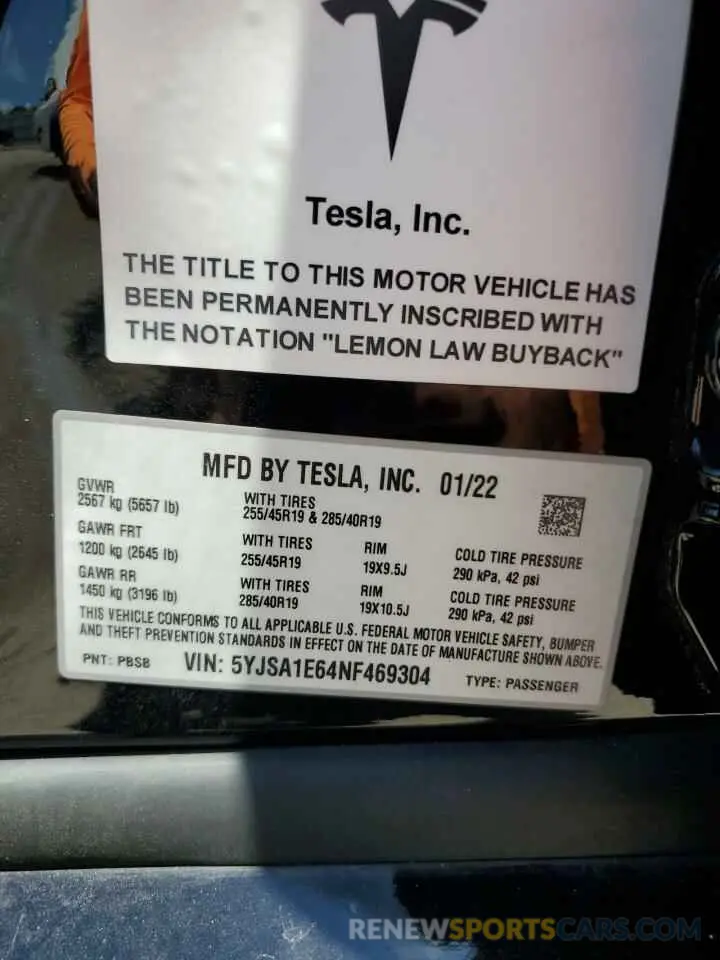 Tesla, Inc.
THE TITLE TO THIS MOTOR VEHICLE HAS
BEEN PERMANENTLY INSCRIBED WITH
THE NOTATION "LEMON LAW BUYBACK"
MFD BY TESLA, INC. 01/22
GVWR
2567 kg (5657 lb)
WITH TIRES
255/45R19 & 285/40R19
GAWR FRT
1200 kg (2645 lb)
WITH TIRES
255/45R19
RIM
19X9.5J
COLD TIRE PRESSURE
290 kPa, 42 psi
GAWR RR
1450 kg (3196 lb)
WITH TIRES
285/40R19
RIM
19X10.5J
COLD TIRE PRESSURE
290 kPa, 42 psi
THIS VEHICLE CONFORMS TO ALL APPLICABLE U.S. FEDERAL MOTOR VEHICLE SAFETY, BUMPER
AND THEFT PREVENTION STANDARDS IN EFFECT ON THE DATE OF MANUFACTURE SHOWN ABOVE.
PNT: PBSB VIN: 5YJSA1E64NF469304 TYPE: PASSENGER
RENEWSPORTSCARS.COM